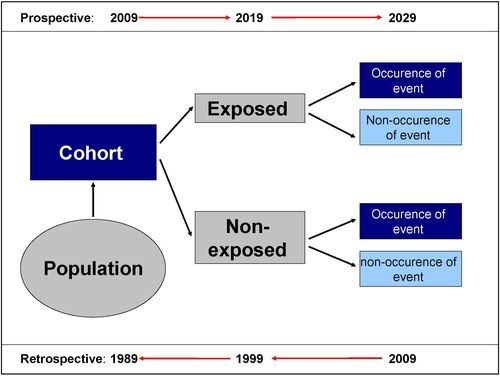 Prospective: 2009 2019 2029
Occurence of
event
Exposed
Non-occurence
of event
Cohort
Occurence of
event
Non-
exposed
Population
non-occurence of
event
Retrospective: 1989 1999 2009